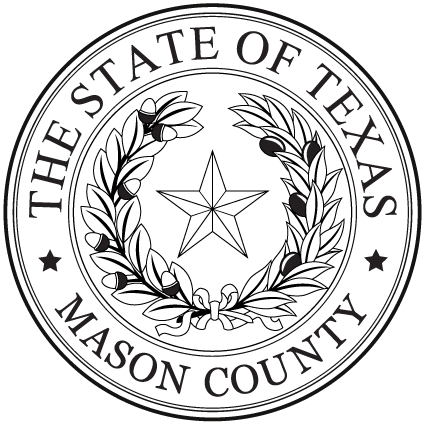 THE STATE OF TEXAS
MASON COUNTY